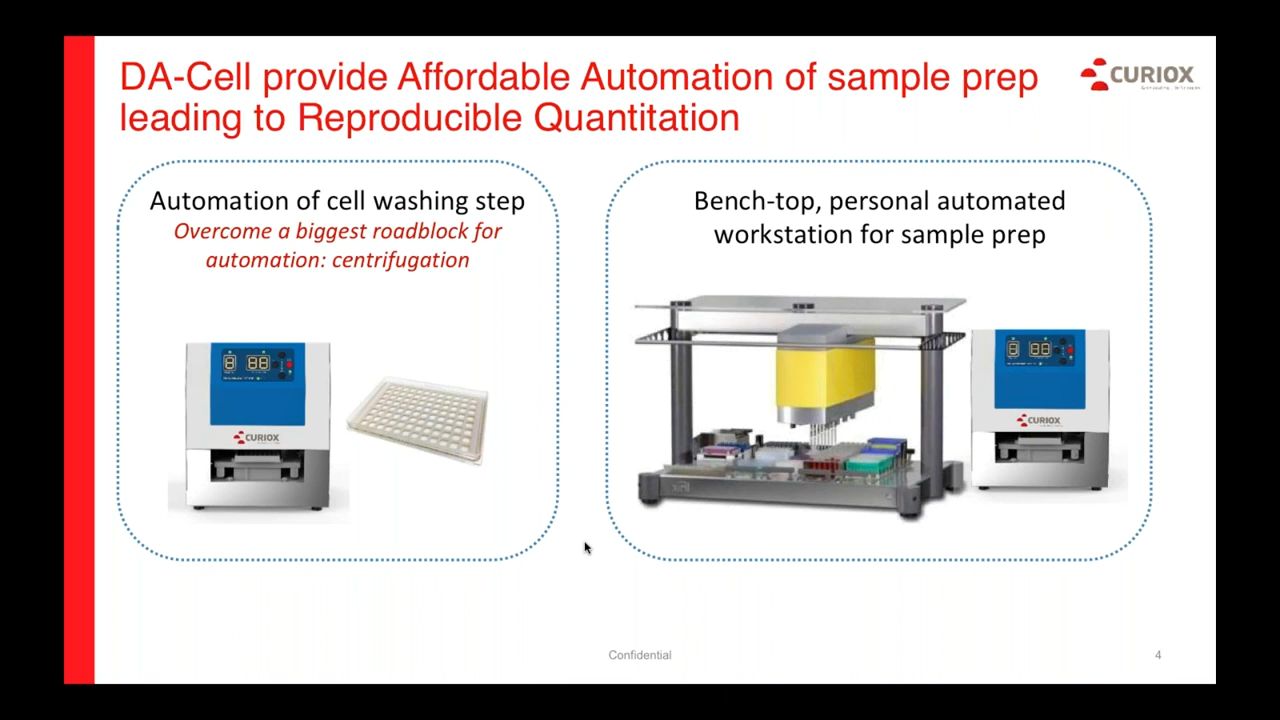 DA-Cell provide Affordable Automation of sample prep
leading to Reproducible Quantitation
CURIOX
Automation of cell washing step
Overcome a biggest roadblock for
automation: centrifugation
Bench-top, personal automated
workstation for sample prep
CURIOX
CURIOX
Confidential
4